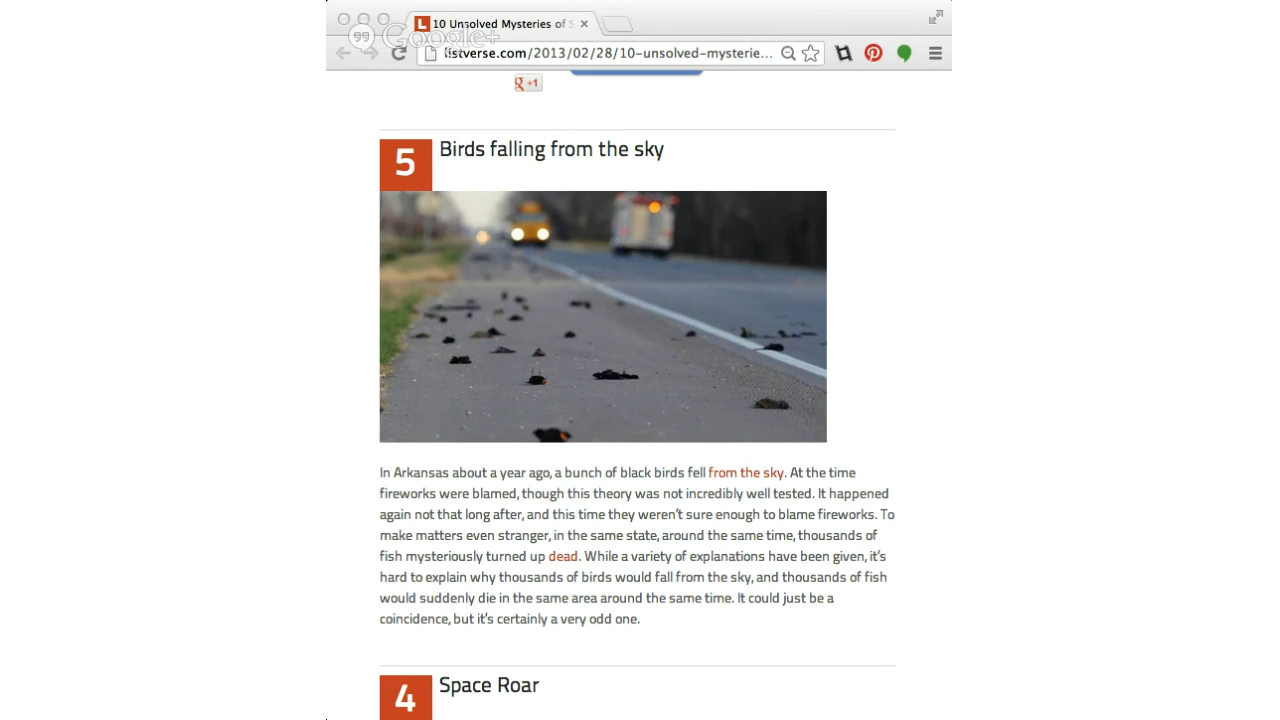 10 Unsolved Mysteries of S
Google+
listverse.com/2013/02/28/10-unsolved-mysterie...
g +1
5 Birds falling from the sky
In Arkansas about a year ago, a bunch of black birds fell from the sky. At the time
fireworks were blamed, though this theory was not incredibly well tested. It happened
again not that long after, and this time they weren't sure enough to blame fireworks. To
make matters even stranger, in the same state, around the same time, thousands of
fish mysteriously turned up dead. While a variety of explanations have been given, it's
hard to explain why thousands of birds would fall from the sky, and thousands of fish
would suddenly die in the same area around the same time. It could just be a
coincidence, but it's certainly a very odd one.
4 Space Roar